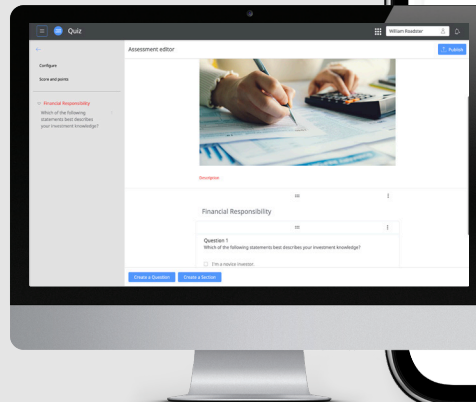 Quiz
William Roadster
Assessment editor
Publish
Configure
Score and points
Financial Responsibility
Which of the following
statements best describes
your investment knowledge?
Description
Financial Responsibility
Question 1
Which of the following statements best describes your investment knowledge?
I'm a novice investor.
Create a Question
Create a Section